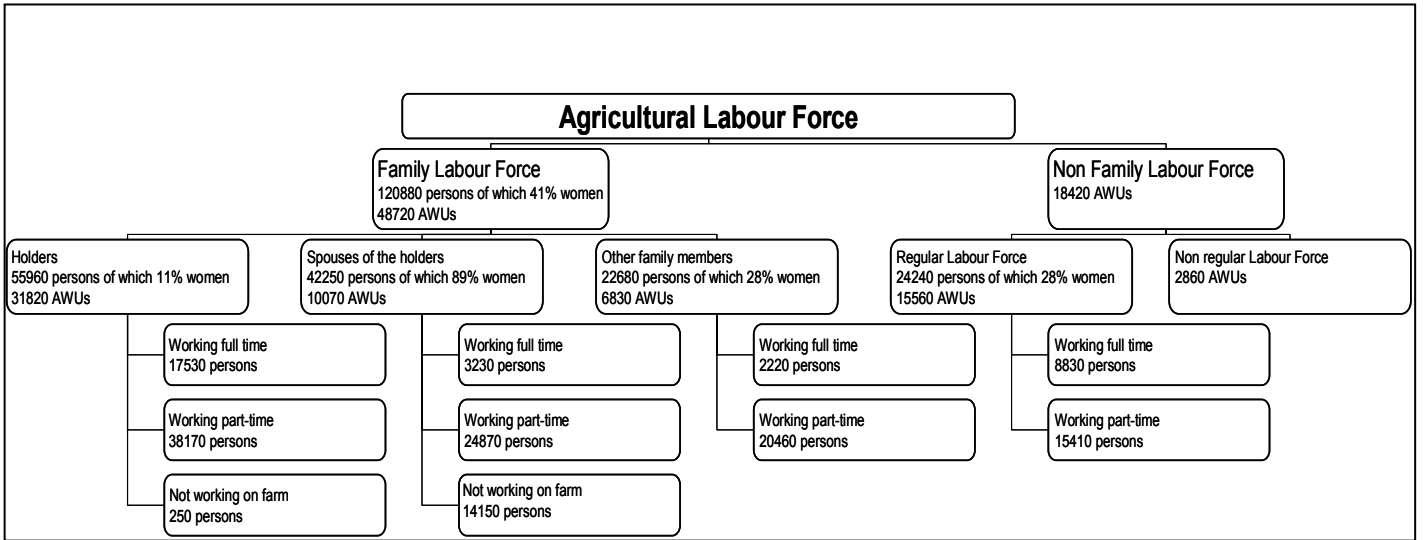 Agricultural Labour Force
Family Labour Force
120880 persons of which 41% women
48720 AWUs
Non Family Labour Force
18420 AWUs
Holders
55960 persons of which 11% women
31820 AWUs
Spouses of the holders
42250 persons of which 89% women
10070 AWUs
Other family members
22680 persons of which 28% women
6830 AWUs
Regular Labour Force
24240 persons of which 28% women
15560 AWUs
Non regular Labour Force
2860 AWUs
Working full time
17530 persons
Working full time
3230 persons
Working full time
2220 persons
Working full time
8830 persons
Working part-time
38170 persons
Working part-time
24870 persons
Working part-time
20460 persons
Working part-time
15410 persons
Not working on farm
250 persons
Not working on farm
14150 persons